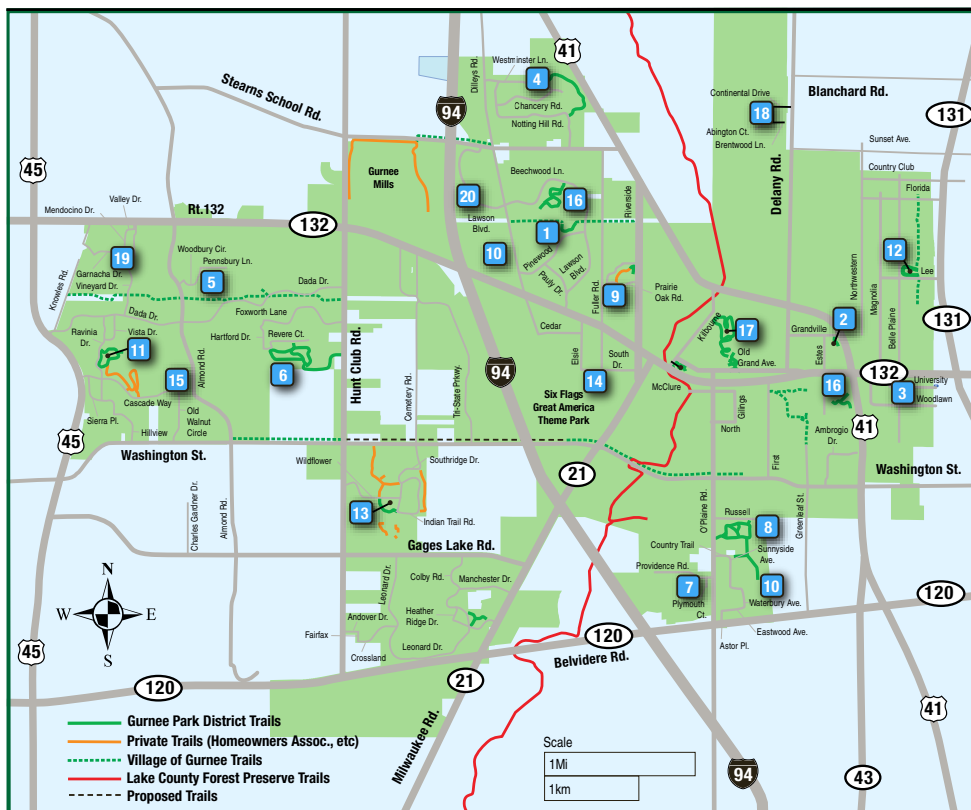 41
Westminster Ln.
4
Dilleys Rd.
Chancery Rd.
Notting Hill Rd.
Stearns School Rd.
94
Continental Drive
18
Blanchard Rd.
131
Abington Ct.
Brentwood Ln.
Sunset Ave.
Country Club
45
Gurnee
Mills
Beechwood Ln.
Riverside
Delany Rd.
Florida
Valley Dr.
Mendocino Dr.
Rt.132
132
20
16
Lawson
Blvd.
1
10
Pinewood
Lawson
Blvd.
Pauly Dr.
12
Lee
19
Woodbury Cir.
Pennsbury Ln.
5
Garnacha Dr.
Vineyard Dr.
Knowles Rd.
Dada Dr.
Northwestern
Magnolia
Belle Plaine
9
Fuller Rd.
Prairie
Oak Rd.
131
Dada Dr.
Foxworth Lane
Ravinia
Dr.
Vista Dr.
Hartford Dr.
Revere Ct.
11
Cedar
Elsie
South
Dr.
Kilbourne
17
Old
Grand Ave.
Grandville
Estes
2
Almond Rd.
Hunt Club Rd.
6
15
94
14
McClure
132
University
3
Woodlawn
16
Cascade Way
Cemetery Rd.
Tri-State Prkwy.
Six Flags
Great America
Theme Park
Gilings
North
First
Ambrogio
Dr.
41
Sierra Pl.
Hillview
Old
Walnut
Circle
45
Washington St.
Washington St.
Wildflower
Southridge Dr.
21
13
Indian Trail Rd.
Gages Lake Rd.
Charles Gardner Dr.
Almond Rd.
O'Plaine Rd.
Greenleaf St.
Russell
8
Sunnyside
Ave.
Country Trail
Providence Rd.
7
Plymouth
Ct.
10
Waterbury Ave.
120
Eastwood Ave.
Astor Pl.
Leonard Dr.
Colby Rd.
Manchester Dr.
Andover Dr.
Heather
Ridge Dr.
Fairfax
Crossland
Leonard Dr.
N
W
E
S
45
120
120
Belvidere Rd.
21
Milwaukee Rd.
41
43
94
Gurnee Park District Trails
Private Trails (Homeowners Assoc., etc)
Village of Gurnee Trails
Lake County Forest Preserve Trails
Proposed Trails
Scale
1Mi
1km